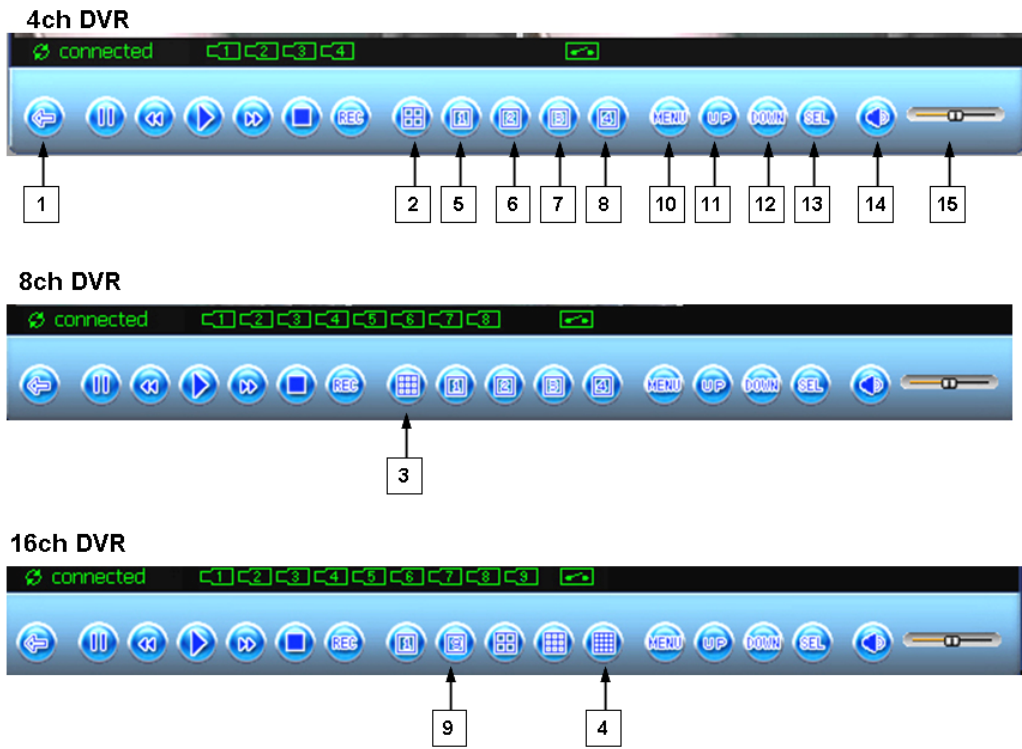 4ch DVR
connected 1 2 3 4
REC 1 2 3 4 MENU UP DOWN SEL
1 2 5 6 7 8 10 11 12 13 14 15
8ch DVR
connected 1 2 3 4 5 6 7 8
REC 1 2 3 4 MENU UP DOWN SEL
3
16ch DVR
connected 1 2 3 4 5 6 7 8 9
REC 1 MENU UP DOWN SEL
9 4